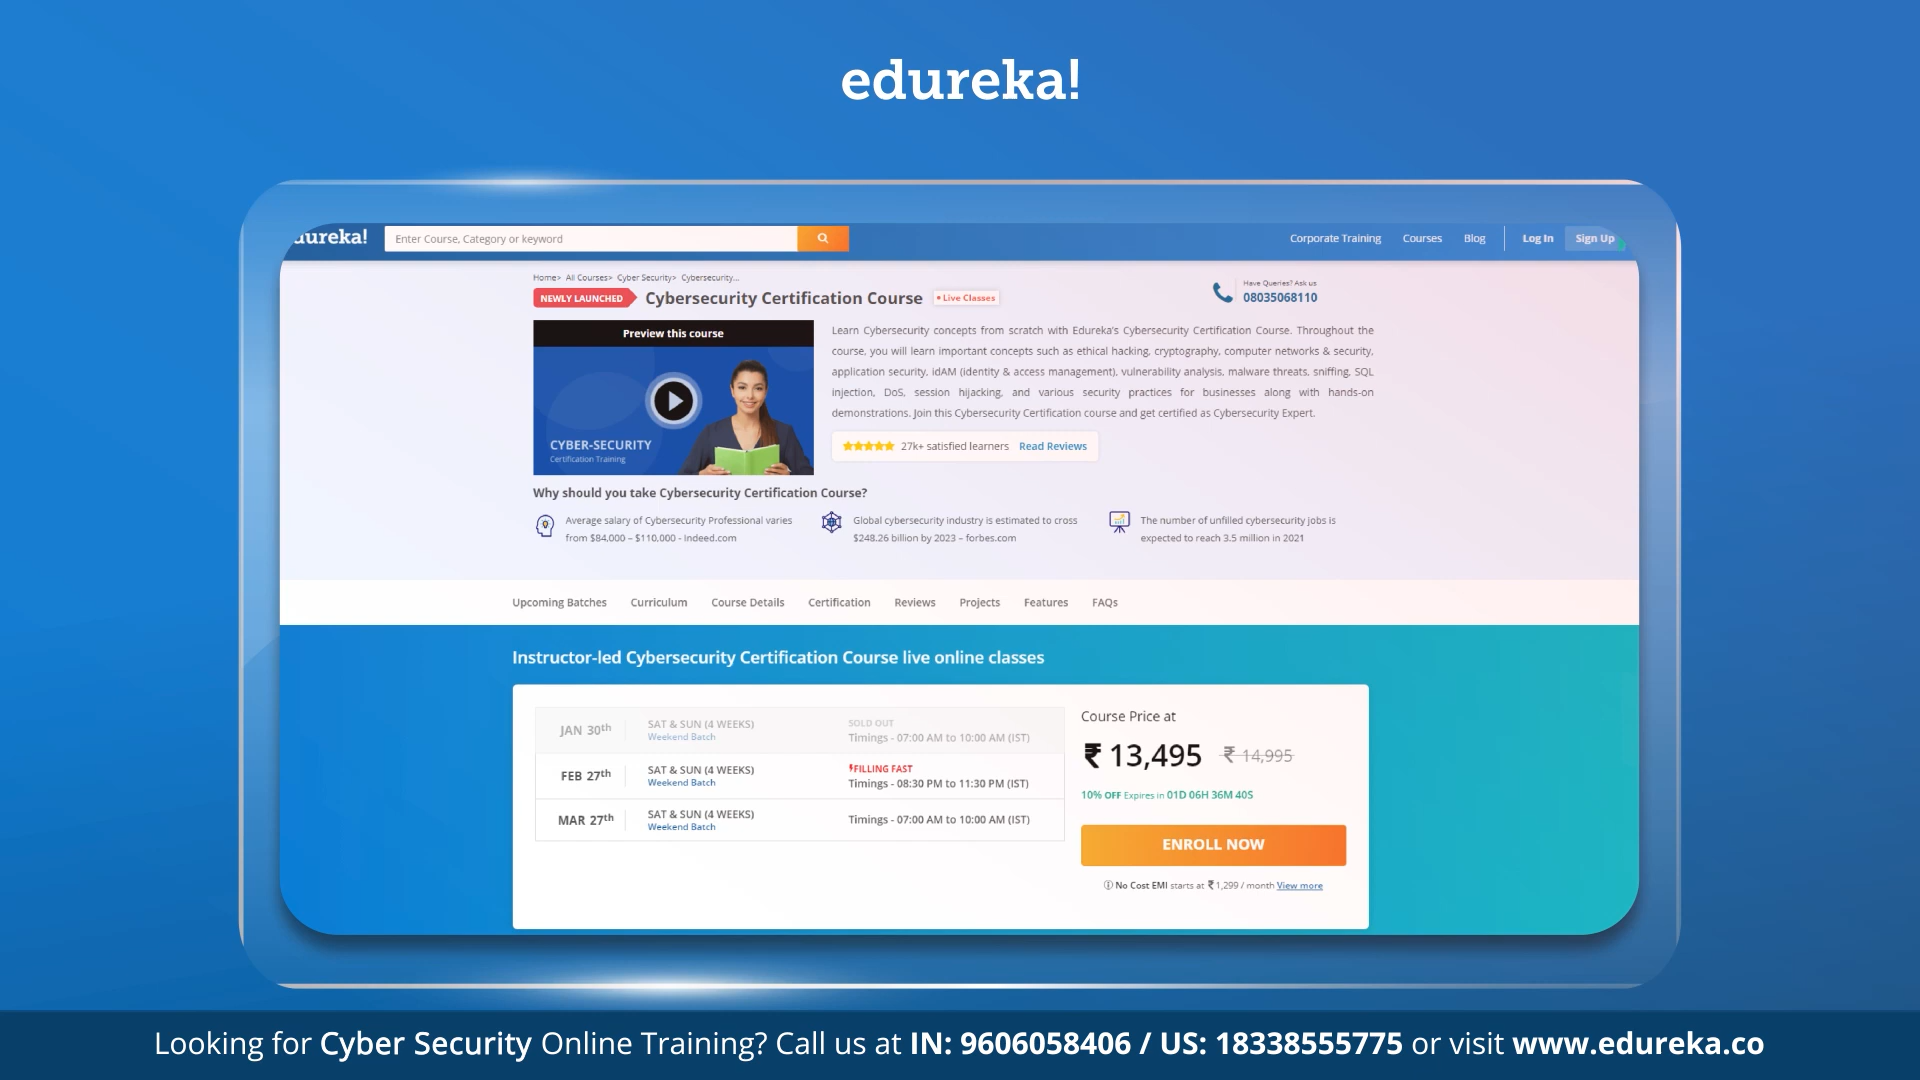 edureka!
dureka!
Enter Course, Category or keyword
Corporate Training Courses Blog Log In Sign Up
Home> All Courses> Cyber Security> Cybersecurity...
NEWLY LAUNCHED Cybersecurity Certification Course • Live Classes
Have Queries? Ask us
08035068110
Preview this course
CYBER-SECURITY
Certification Training
Learn Cybersecurity concepts from scratch with Edureka's Cybersecurity Certification Course. Throughout the
course, you will learn important concepts such as ethical hacking, cryptography, computer networks & security,
application security, idAM (identity & access management), vulnerability analysis, malware threats, sniffing, SQL
injection, DoS, session hijacking, and various security practices for businesses along with hands-on
demonstrations. Join this Cybersecurity Certification course and get certified as Cybersecurity Expert.
27k+ satisfied learners Read Reviews
Why should you take Cybersecurity Certification Course?
Average salary of Cybersecurity Professional varies
from $84,000 – $110,000 - Indeed.com
Global cybersecurity industry is estimated to cross
$248.26 billion by 2023 – forbes.com
The number of unfilled cybersecurity jobs is
expected to reach 3.5 million in 2021
Upcoming Batches Curriculum Course Details Certification Reviews Projects Features FAQs
Instructor-led Cybersecurity Certification Course live online classes
JAN 30th
SAT & SUN (4 WEEKS)
Weekend Batch
SOLD OUT
Timings - 07:00 AM to 10:00 AM (IST)
FEB 27th
SAT & SUN (4 WEEKS)
Weekend Batch
FILLING FAST
Timings - 08:30 PM to 11:30 PM (IST)
MAR 27th
SAT & SUN (4 WEEKS)
Weekend Batch
Timings - 07:00 AM to 10:00 AM (IST)
Course Price at
₹ 13,495 ₹ 14,995
10% OFF Expires in 01D 06H 36M 40S
ENROLL NOW
No Cost EMI starts at ₹ 1,299 / month View more
Looking for Cyber Security Online Training? Call us at IN: 9606058406 / US: 18338555775 or visit www.edureka.co